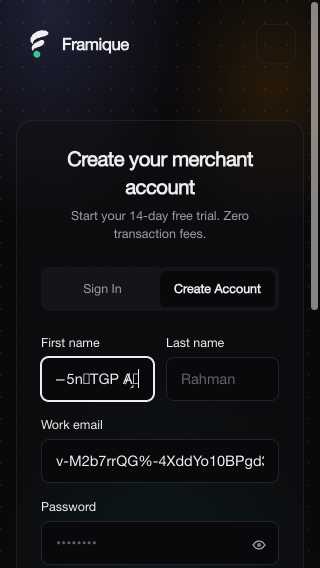 Framique
Create your merchant
account
Start your 14-day free trial. Zero
transaction fees.
Sign In
Create Account
First name
Last name
Rahman
Work email
v-M2b7rrQG%-4XddYo10BPgd
Password